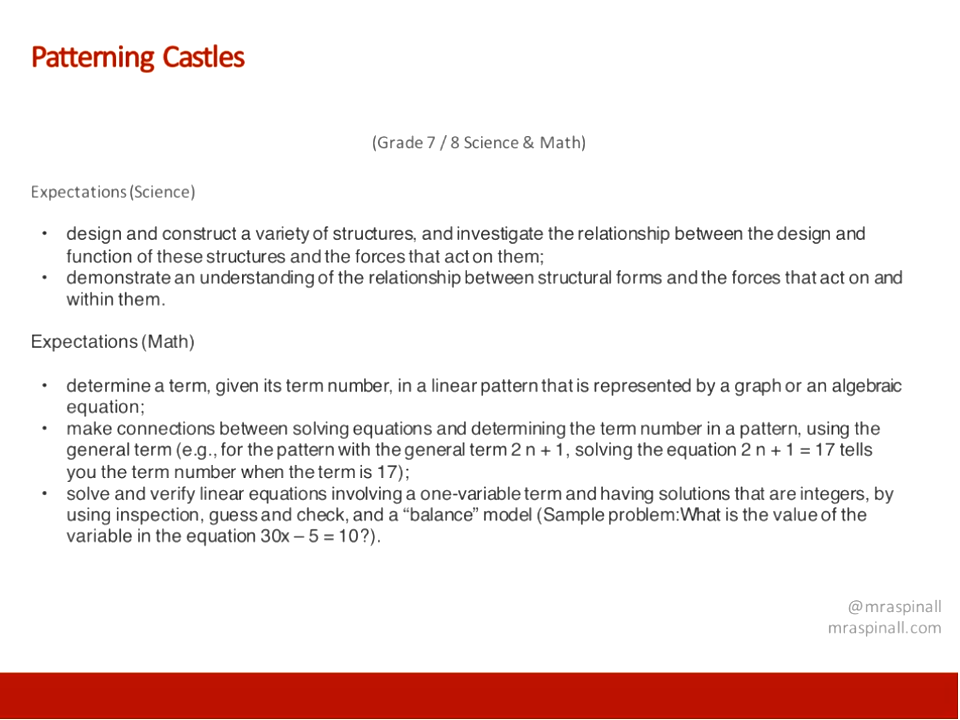 Patterning Castles
(Grade 7 / 8 Science & Math)
Expectations (Science)
• design and construct a variety of structures, and investigate the relationship between the design and
function of these structures and the forces that act on them;
• demonstrate an understanding of the relationship between structural forms and the forces that act on and
within them.
Expectations (Math)
• determine a term, given its term number, in a linear pattern that is represented by a graph or an algebraic
equation;
• make connections between solving equations and determining the term number in a pattern, using the
general term (e.g., for the pattern with the general term 2 n + 1, solving the equation 2 n + 1 = 17 tells
you the term number when the term is 17);
• solve and verify linear equations involving a one-variable term and having solutions that are integers, by
using inspection, guess and check, and a “balance” model (Sample problem:What is the value of the
variable in the equation 30x – 5 = 10?).
@mraspinall
mraspinall.com